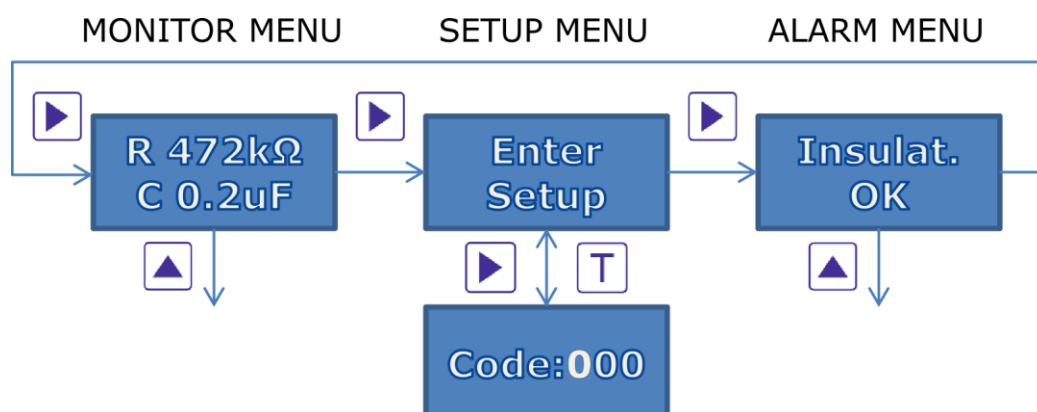 MONITOR MENU
SETUP MENU
ALARM MENU
R 472kΩ
C 0.2uF
Enter
Setup
Insulat.
OK
T
Code:000